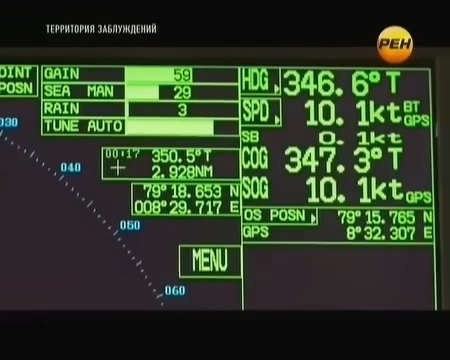 ТЕРРИТОРИЯ ЗАБЛУЖДЕНИЙ
РЕН
OINT
POSN
GAIN 59
SEA MAN 29
RAIN 3
TUNE AUTO
HDG 346.6°T
SPD 10.1kt BT GPS
SB 0.1kt
COG 347.3°T
SOG 10.1kt GPS
00:17 350.5°T
2.928NM
79°18.653 N
008°29.717 E
OS POSN 79°15.765 N
GPS 8°32.307 E
030
040
050
060
MENU